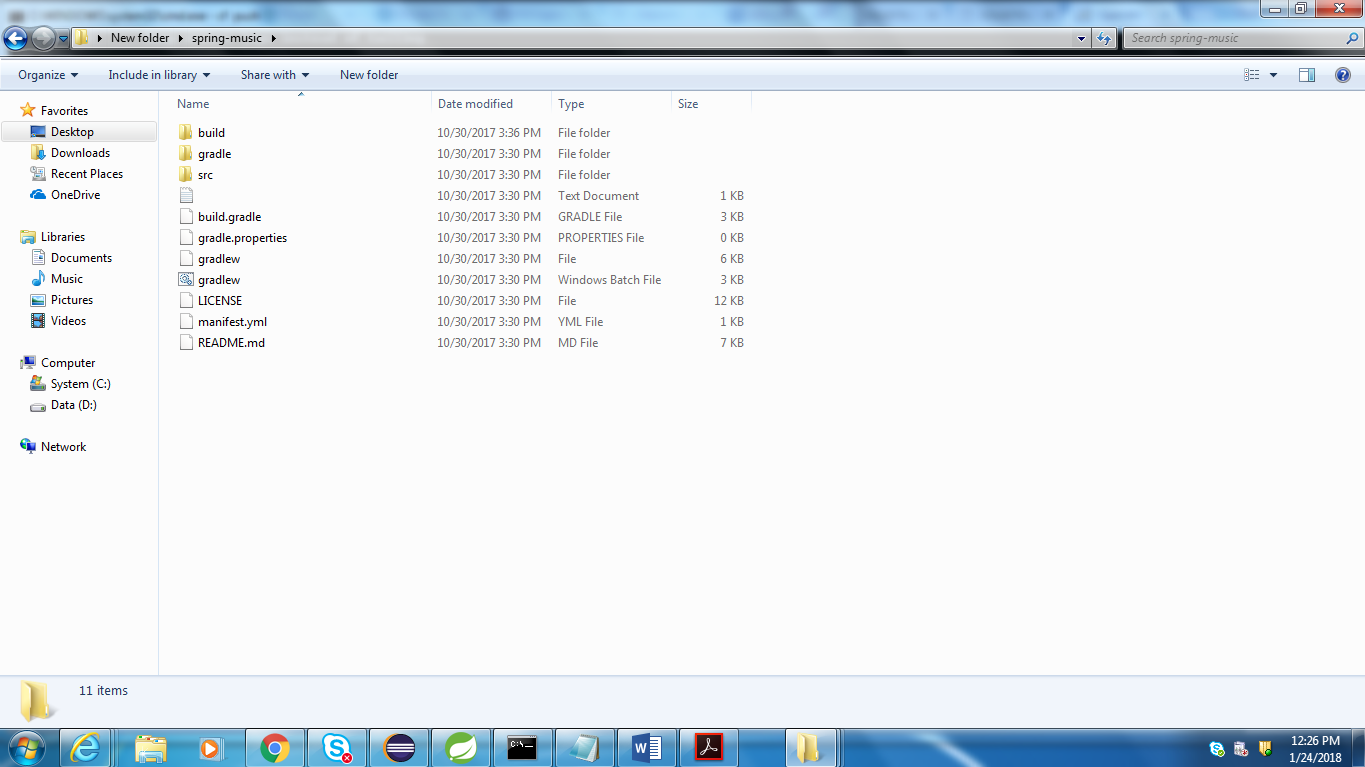 New folder spring-music
Search spring-music
Organize Include in library Share with New folder
Favorites
Desktop
Downloads
Recent Places
OneDrive
Libraries
Documents
Music
Pictures
Videos
Computer
System (C:)
Data (D:)
Network
Name Date modified Type Size
build 10/30/2017 3:36 PM File folder
gradle 10/30/2017 3:30 PM File folder
src 10/30/2017 3:30 PM File folder
10/30/2017 3:30 PM Text Document 1 KB
build.gradle 10/30/2017 3:30 PM GRADLE File 3 KB
gradle.properties 10/30/2017 3:30 PM PROPERTIES File 0 KB
gradlew 10/30/2017 3:30 PM File 6 KB
gradlew 10/30/2017 3:30 PM Windows Batch File 3 KB
LICENSE 10/30/2017 3:30 PM File 12 KB
manifest.yml 10/30/2017 3:30 PM YML File 1 KB
README.md 10/30/2017 3:30 PM MD File 7 KB
11 items
12:26 PM
1/24/2018